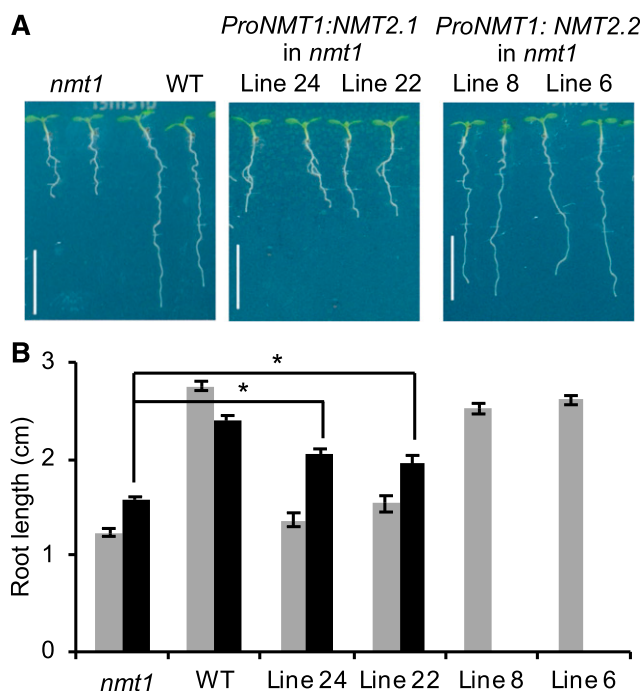 A
ProNMT1:NMT2.1
in nmt1
ProNMT1: NMT2.2
in nmt1
nmt1 WT Line 24 Line 22 Line 8 Line 6
B
Root length (cm)
3
2
1
0
*
*
nmt1 WT Line 24 Line 22 Line 8 Line 6